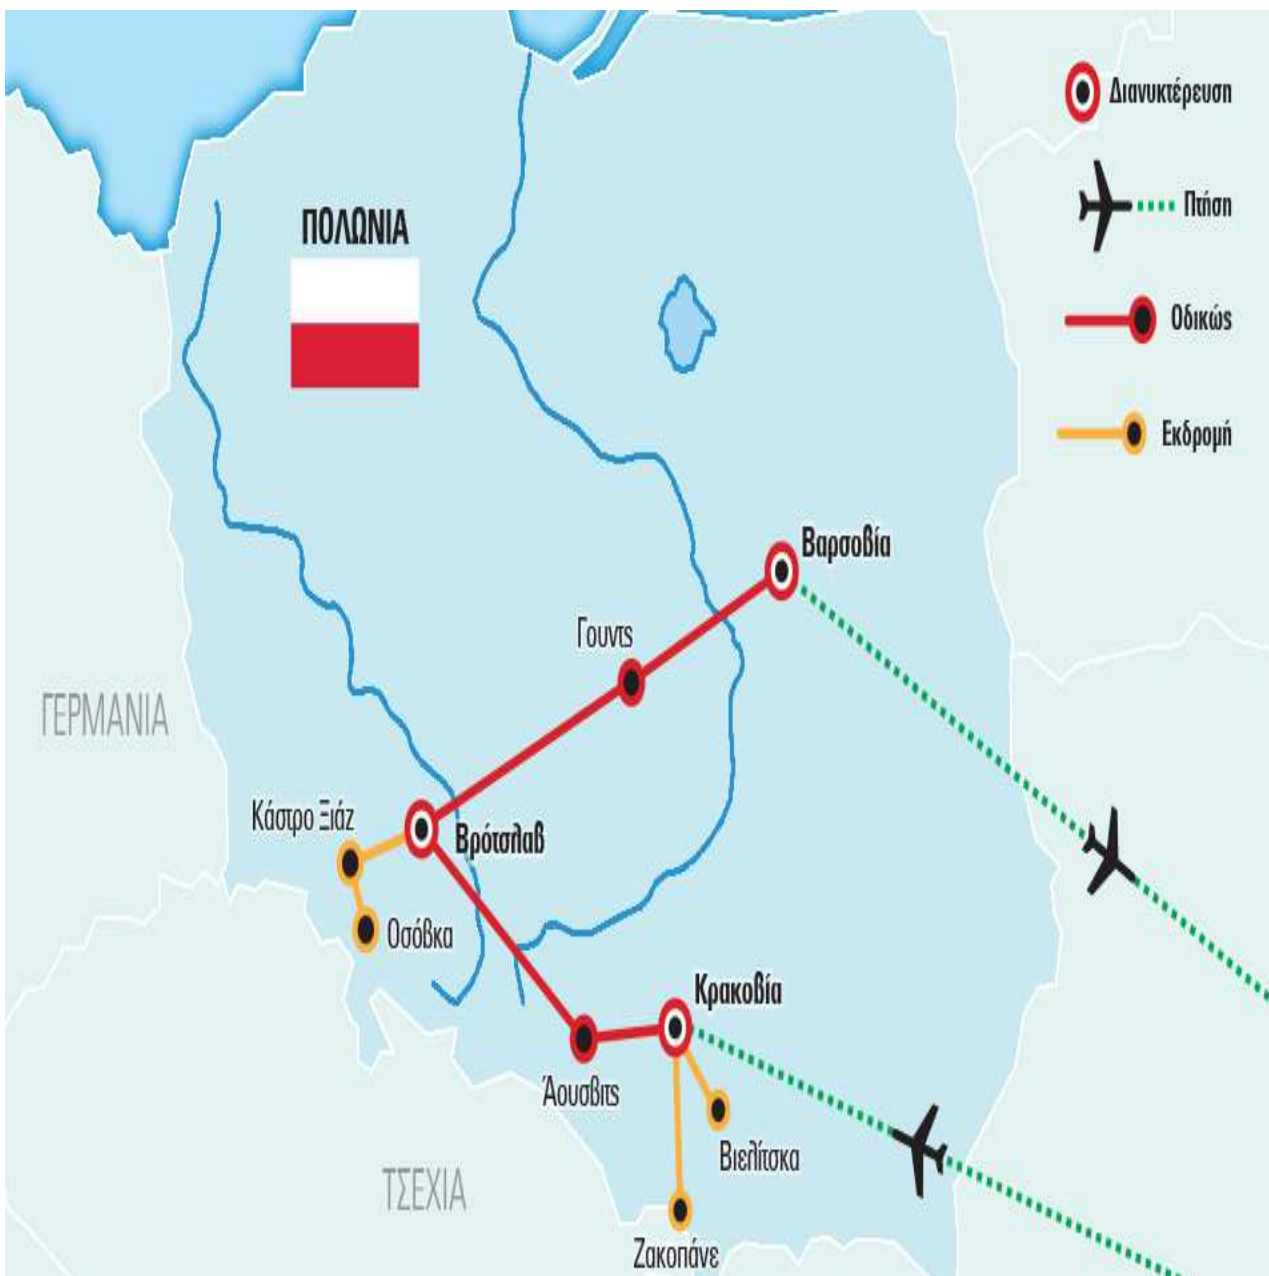 Διανυκτέρευση
Πτήση
ΠΟΛΩΝΙΑ
Οδικώς
Εκδρομή
Βαρσοβία
Γουντς
ΓΕΡΜΑΝΙΑ
Κάστρο Ξιάζ
Βρότσλαβ
Οσόβκα
Κρακοβία
Άουσβιτς
Βιελίτσκα
ΤΣΕΧΙΑ
Ζακοπάνε